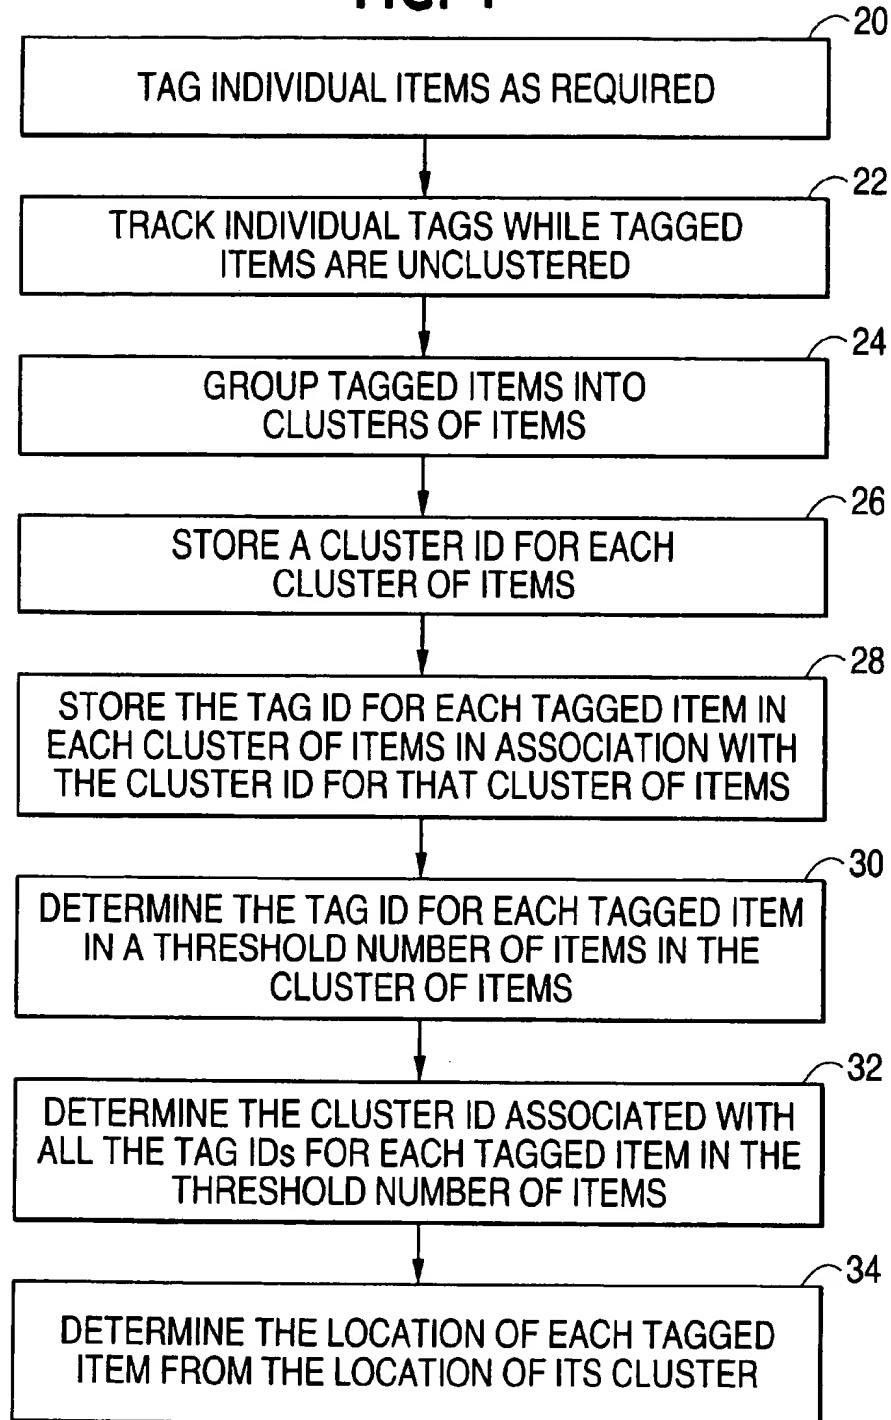 20
TAG INDIVIDUAL ITEMS AS REQUIRED
22
TRACK INDIVIDUAL TAGS WHILE TAGGED
ITEMS ARE UNCLUSTERED
24
GROUP TAGGED ITEMS INTO
CLUSTERS OF ITEMS
26
STORE A CLUSTER ID FOR EACH
CLUSTER OF ITEMS
28
STORE THE TAG ID FOR EACH TAGGED ITEM IN
EACH CLUSTER OF ITEMS IN ASSOCIATION WITH
THE CLUSTER ID FOR THAT CLUSTER OF ITEMS
30
DETERMINE THE TAG ID FOR EACH TAGGED ITEM
IN A THRESHOLD NUMBER OF ITEMS IN THE
CLUSTER OF ITEMS
32
DETERMINE THE CLUSTER ID ASSOCIATED WITH
ALL THE TAG IDs FOR EACH TAGGED ITEM IN THE
THRESHOLD NUMBER OF ITEMS
34
DETERMINE THE LOCATION OF EACH TAGGED
ITEM FROM THE LOCATION OF ITS CLUSTER